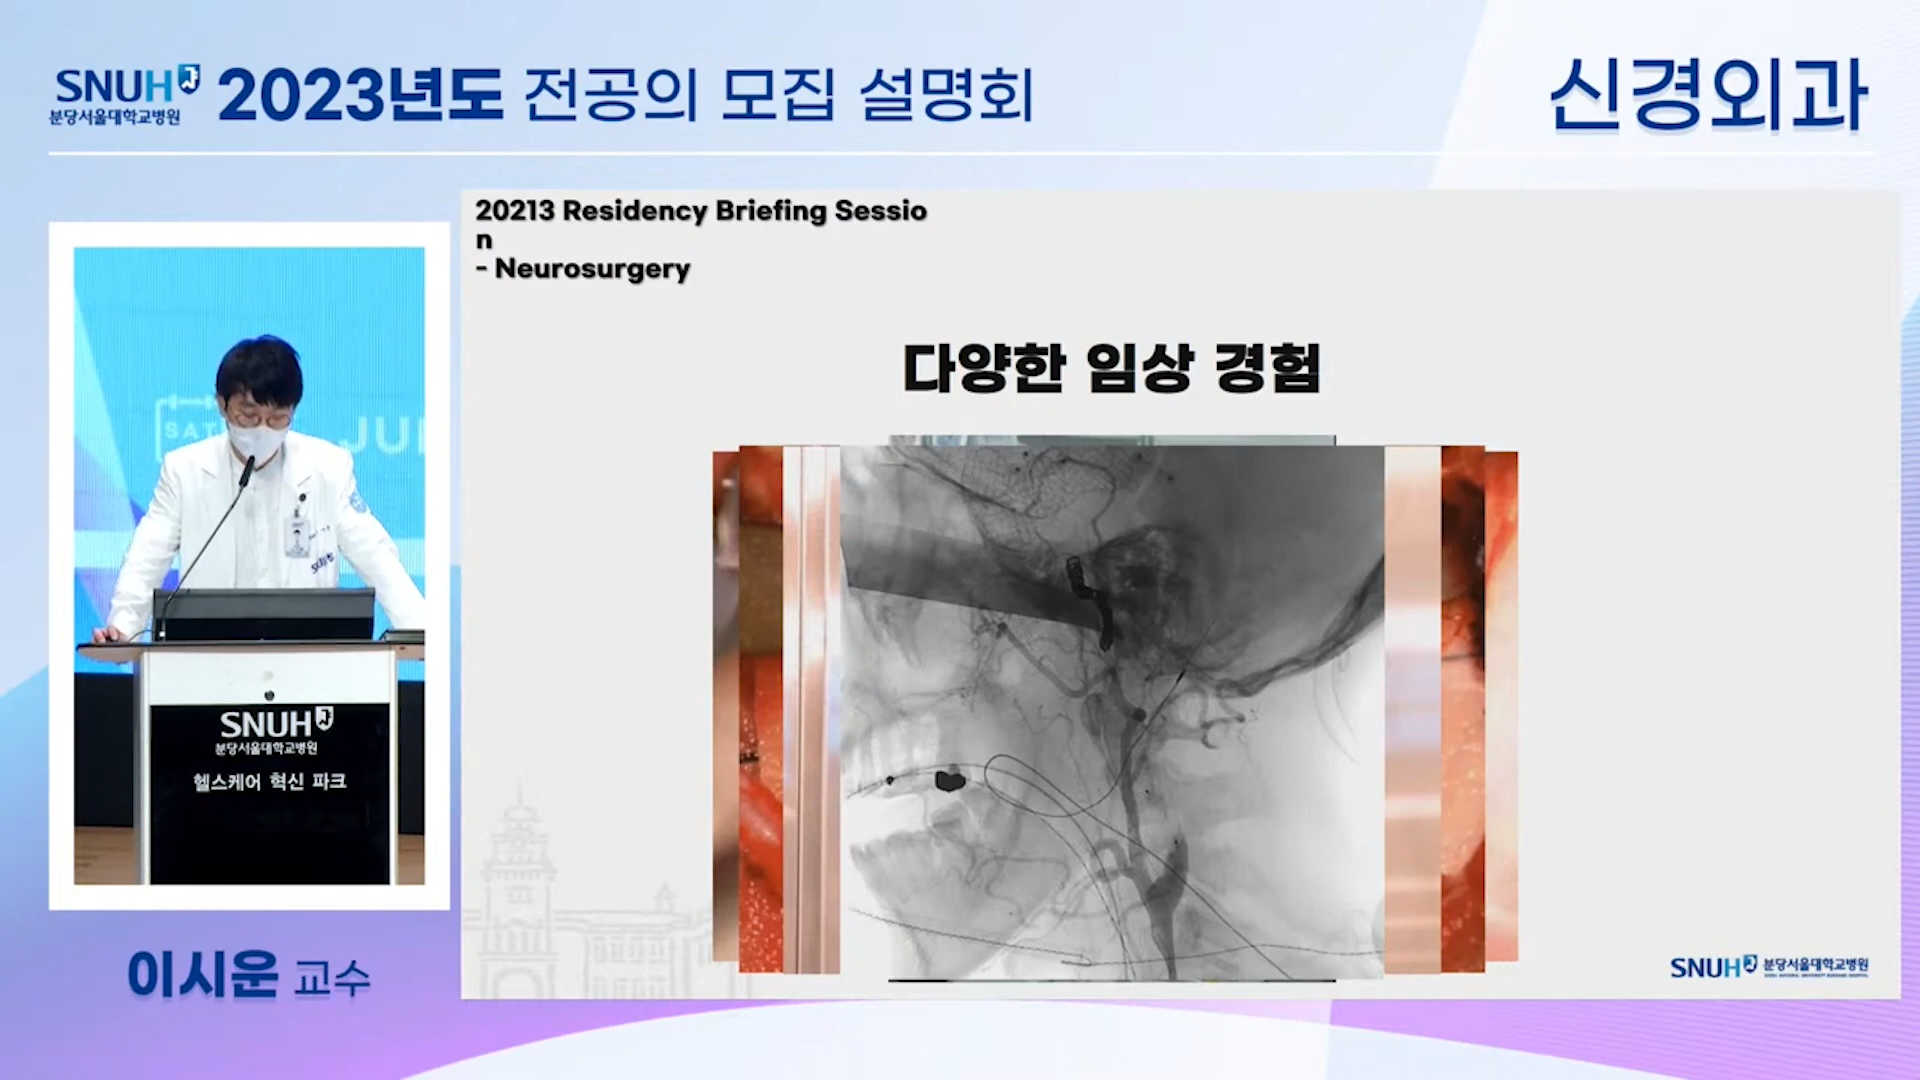 SNUH
분당서울대학교병원
2023년도 전공의 모집 설명회
신경외과
20213 Residency Briefing Sessio
n
- Neurosurgery
다양한 임상 경험
SAT
JU
SNUH
분당서울대학교병원
헬스케어 혁신 파크
이시운 교수
SNUH 분당서울대학교병원